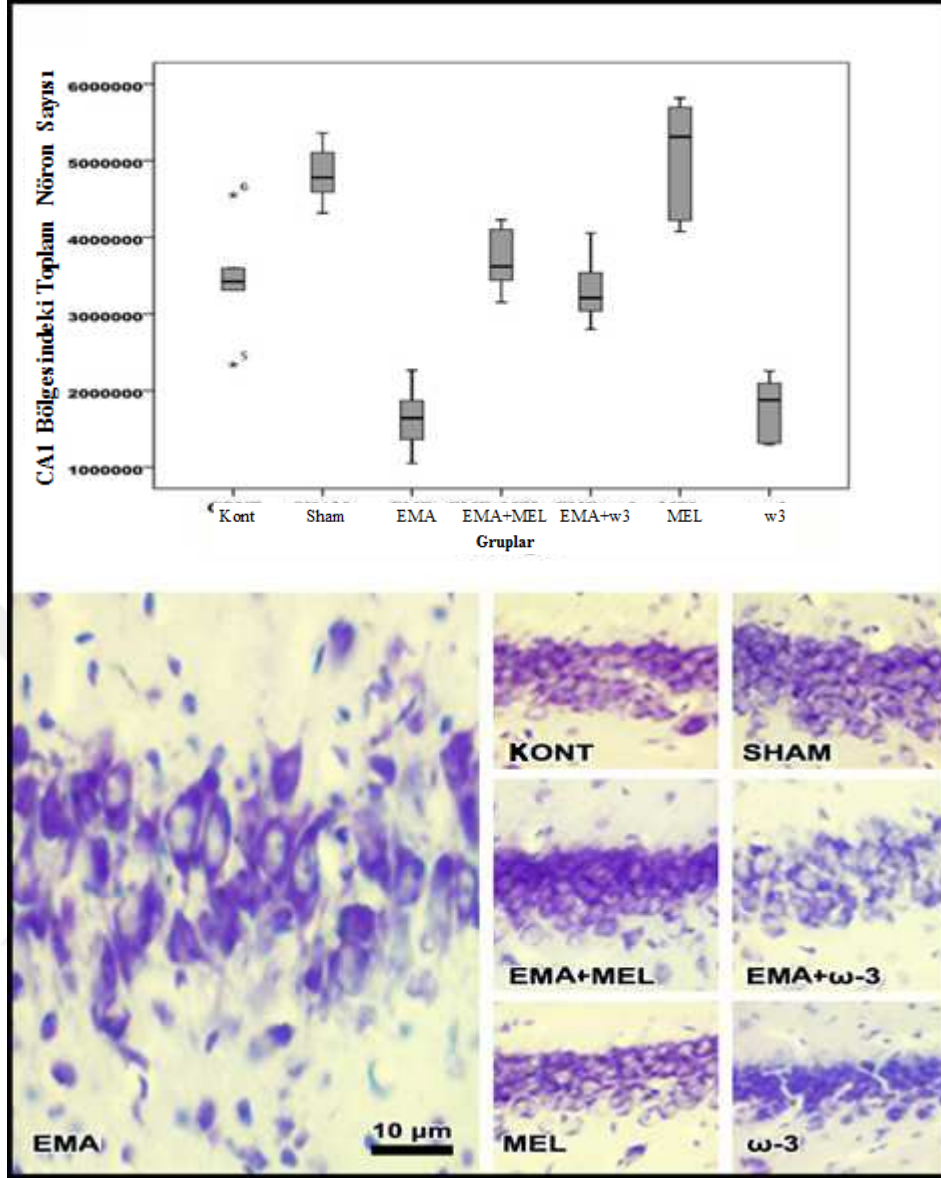 CA1 Bölgesindeki Toplam Nöron Sayısı
6000000
5000000
4000000
3000000
2000000
1000000
6
5
Kont Sham EMA EMA+MEL EMA+w3 MEL w3
Gruplar
KONT
SHAM
EMA+MEL
EMA+ω-3
EMA
10 µm
MEL
ω-3